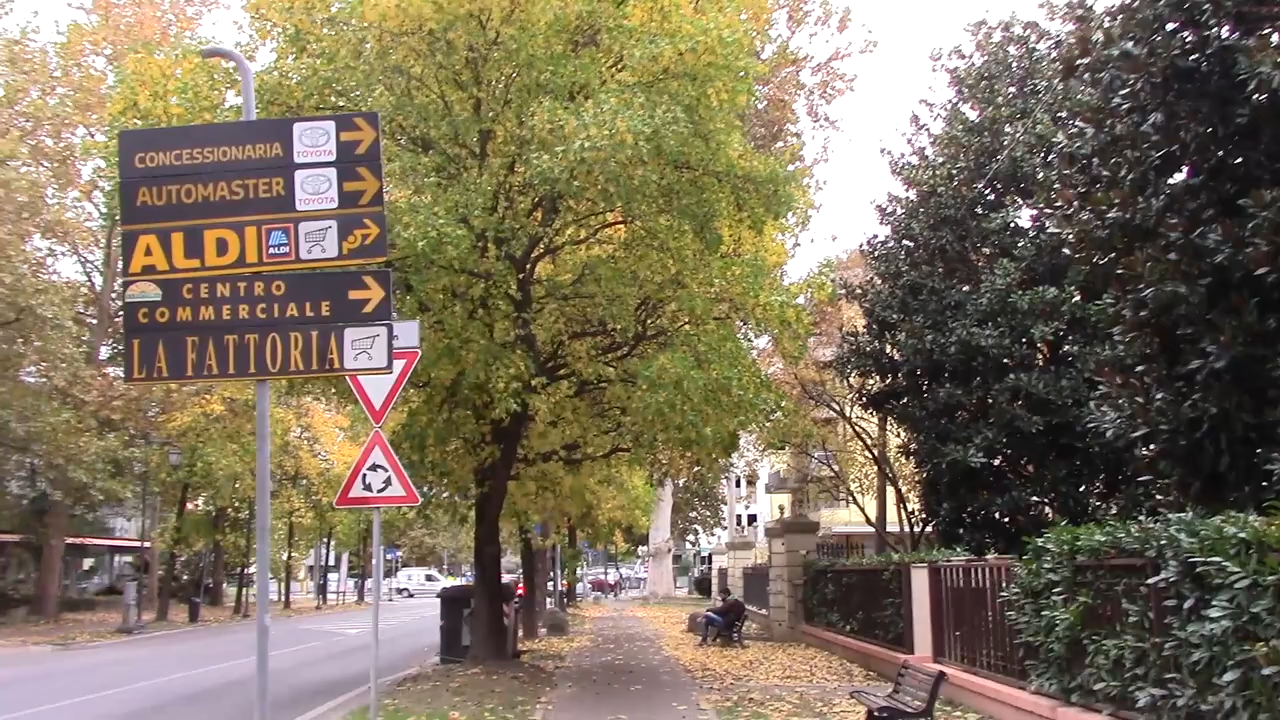 CONCESSIONARIA TOYOTA
AUTOMASTER TOYOTA
ALDI ALDI
CENTRO
COMMERCIALE
LA FATTORIA